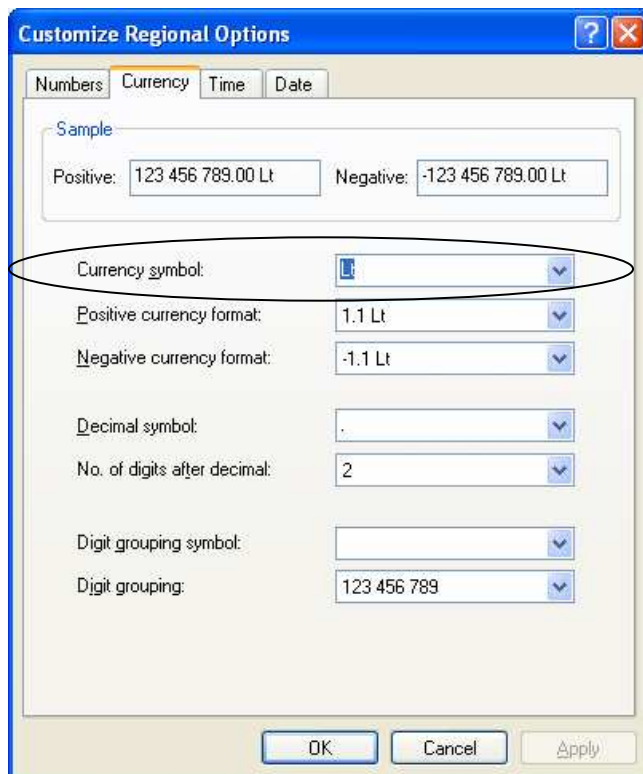 Customize Regional Options
Numbers Currency Time Date
Sample
Positive: 123 456 789.00 Lt Negative: -123 456 789.00 Lt
Currency symbol: Lt
Positive currency format: 1.1 Lt
Negative currency format: -1.1 Lt
Decimal symbol: .
No. of digits after decimal: 2
Digit grouping symbol:
Digit grouping: 123 456 789
OK Cancel Apply